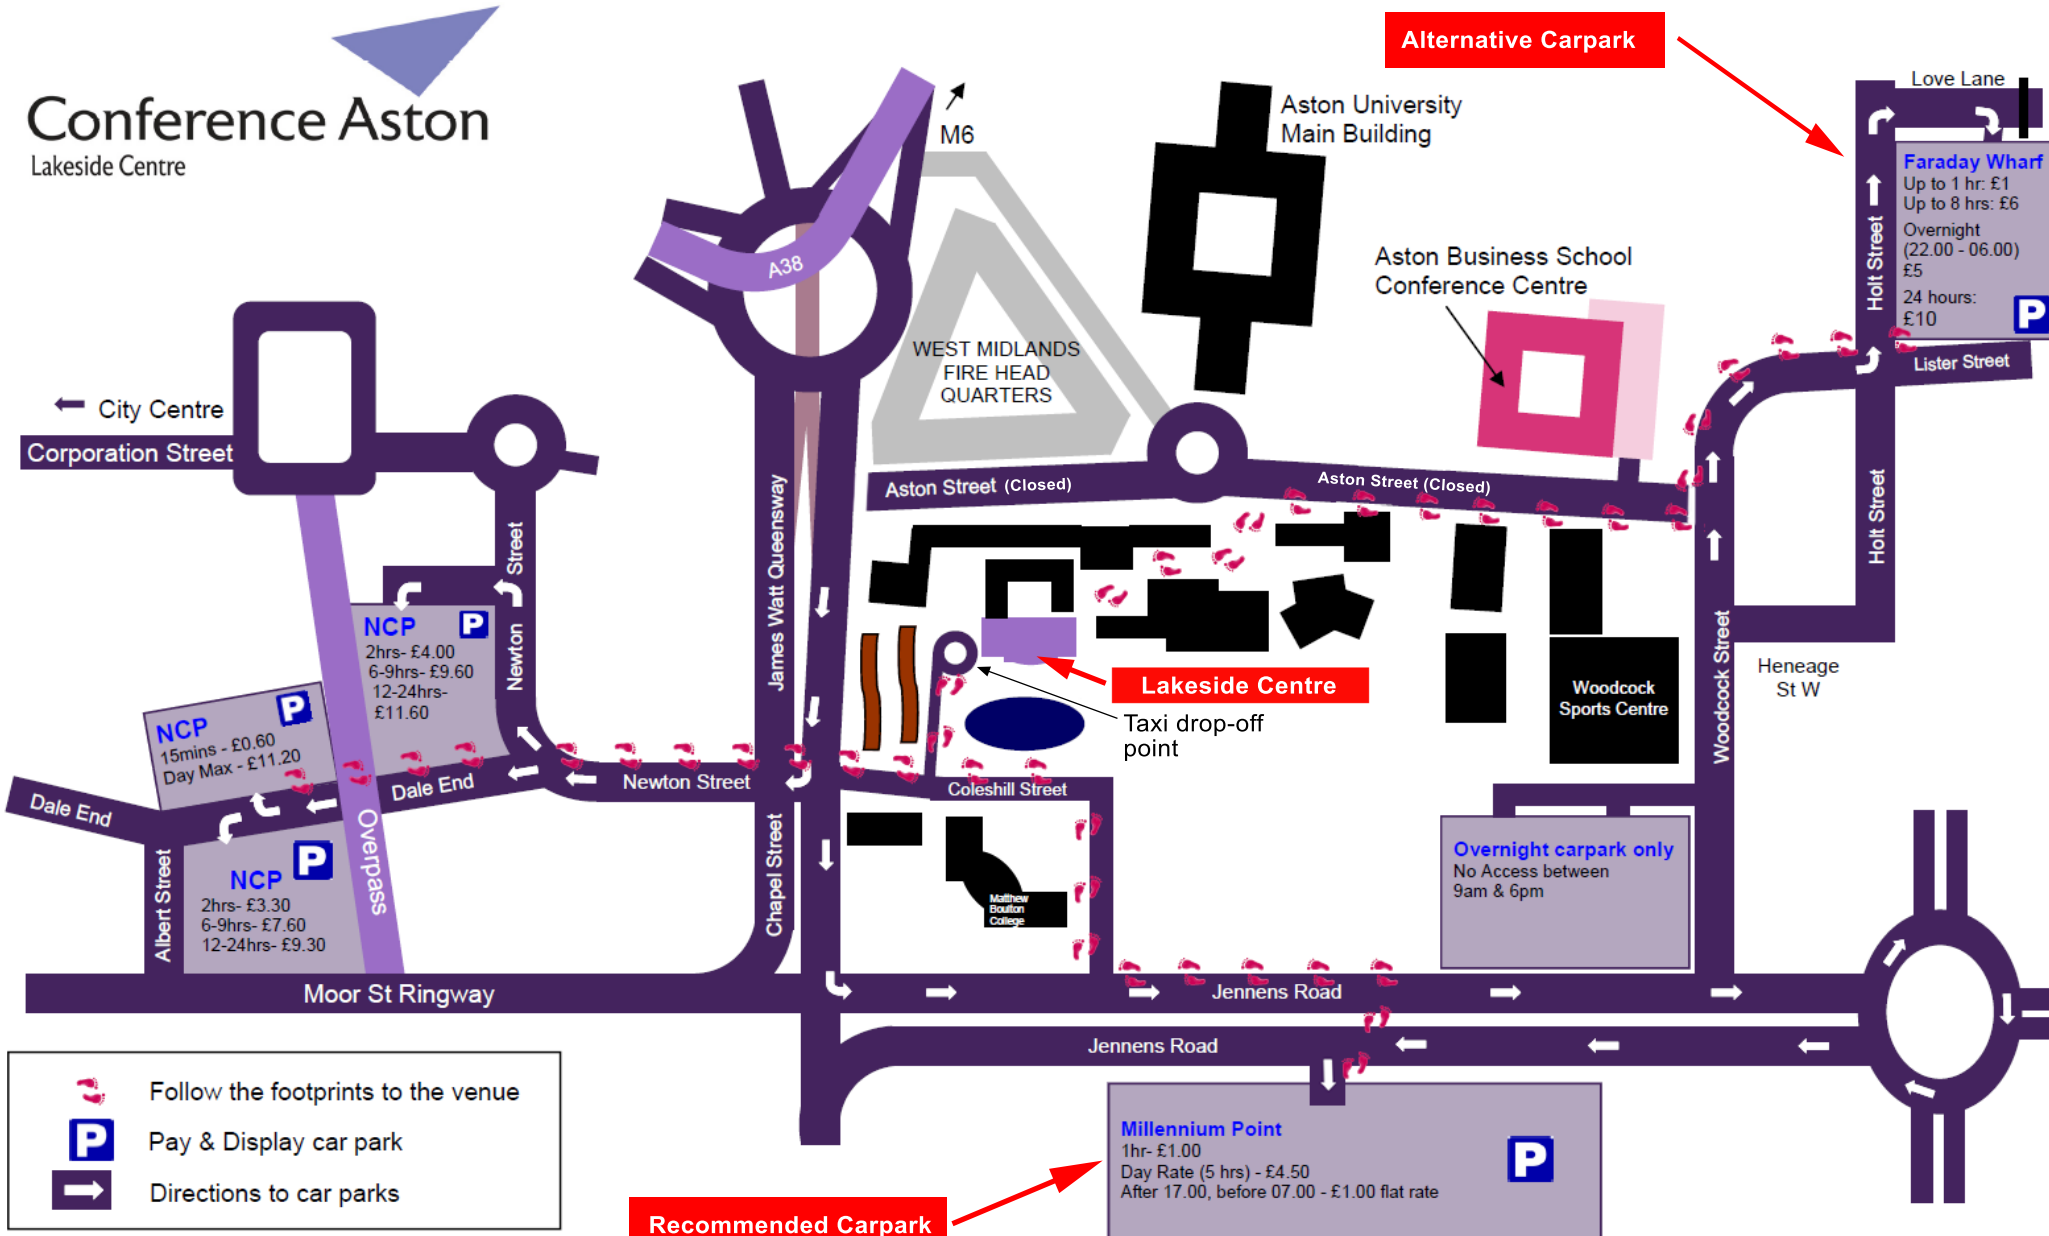 Conference Aston
Lakeside Centre
Alternative Carpark
Love Lane
M6
Aston University
Main Building
Faraday Wharf
Up to 1 hr: £1
Up to 8 hrs: £6
Overnight
(22.00 - 06.00)
£5
24 hours:
£10
P
Holt Street
A38
Aston Business School
Conference Centre
WEST MIDLANDS
FIRE HEAD
QUARTERS
Lister Street
City Centre
Corporation Street
Aston Street (Closed)
Aston Street (Closed)
James Watt Queensway
Newton Street
Holt Street
NCP
P
2hrs- £4.00
6-9hrs- £9.60
12-24hrs-
£11.60
Lakeside Centre
Taxi drop-off
point
Woodcock
Sports Centre
Woodcock Street
Heneage
St W
NCP
P
15mins - £0.60
Day Max - £11.20
Dale End
Dale End
Newton Street
Coleshill Street
Overpass
Chapel Street
Matthew
Boulton
College
Overnight carpark only
No Access between
9am & 6pm
Albert Street
NCP
P
2hrs- £3.30
6-9hrs- £7.60
12-24hrs- £9.30
Moor St Ringway
Jennens Road
Jennens Road
Follow the footprints to the venue
P
Pay & Display car park
Directions to car parks
Millennium Point
1hr- £1.00
Day Rate (5 hrs) - £4.50
After 17.00, before 07.00 - £1.00 flat rate
P
Recommended Carpark